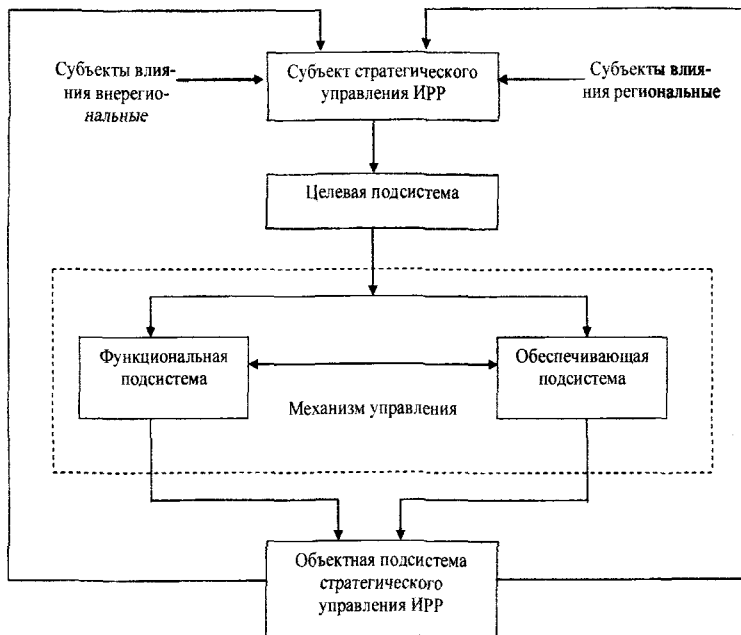 Субъекты влия-
ния внерегио-
нальные
Субъект стратегического
управления ИРР
Субъекты влия-
ния региональные
Целевая подсистема
Функциональная
подсистема
Обеспечивающая
подсистема
Механизм управления
Объектная подсистема
стратегического
управления ИРР